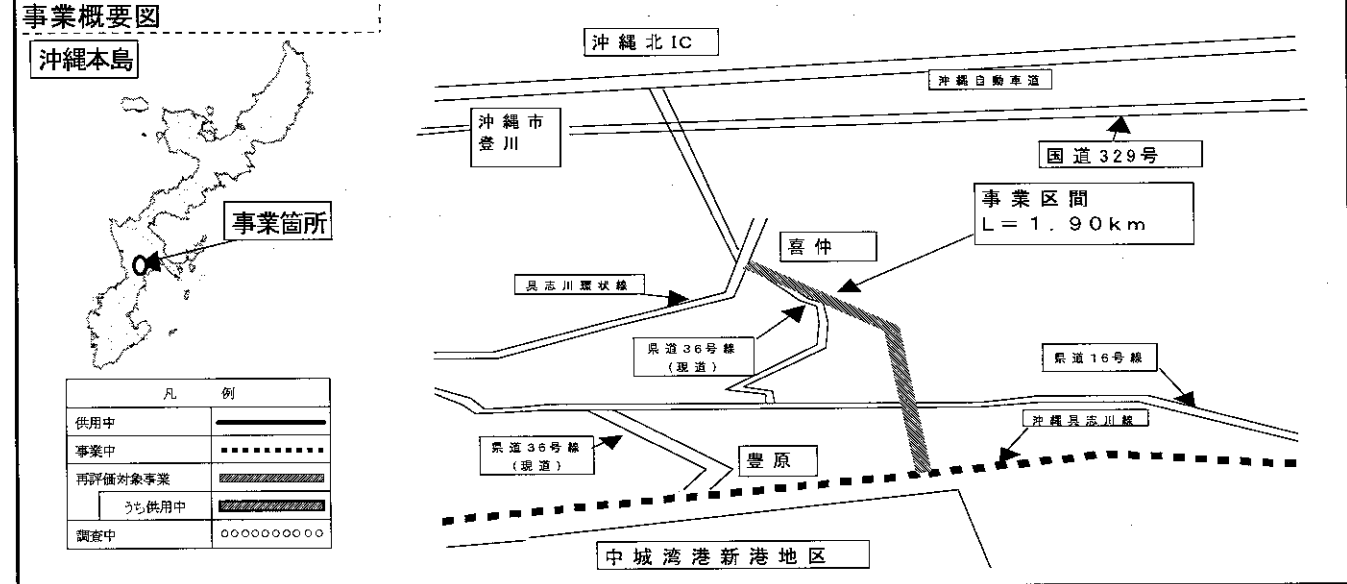 事業概要図
沖縄本島
事業箇所
凡 例
供用中
事業中
再評価対象事業
うち供用中
調査中
沖縄北IC
沖縄自動車道
沖縄市
登川
国道329号
事業区間
L=1.90km
喜仲
具志川環状線
県道36号線
(現道)
県道16号線
沖縄具志川線
県道36号線
(現道)
豊原
中城湾港新港地区